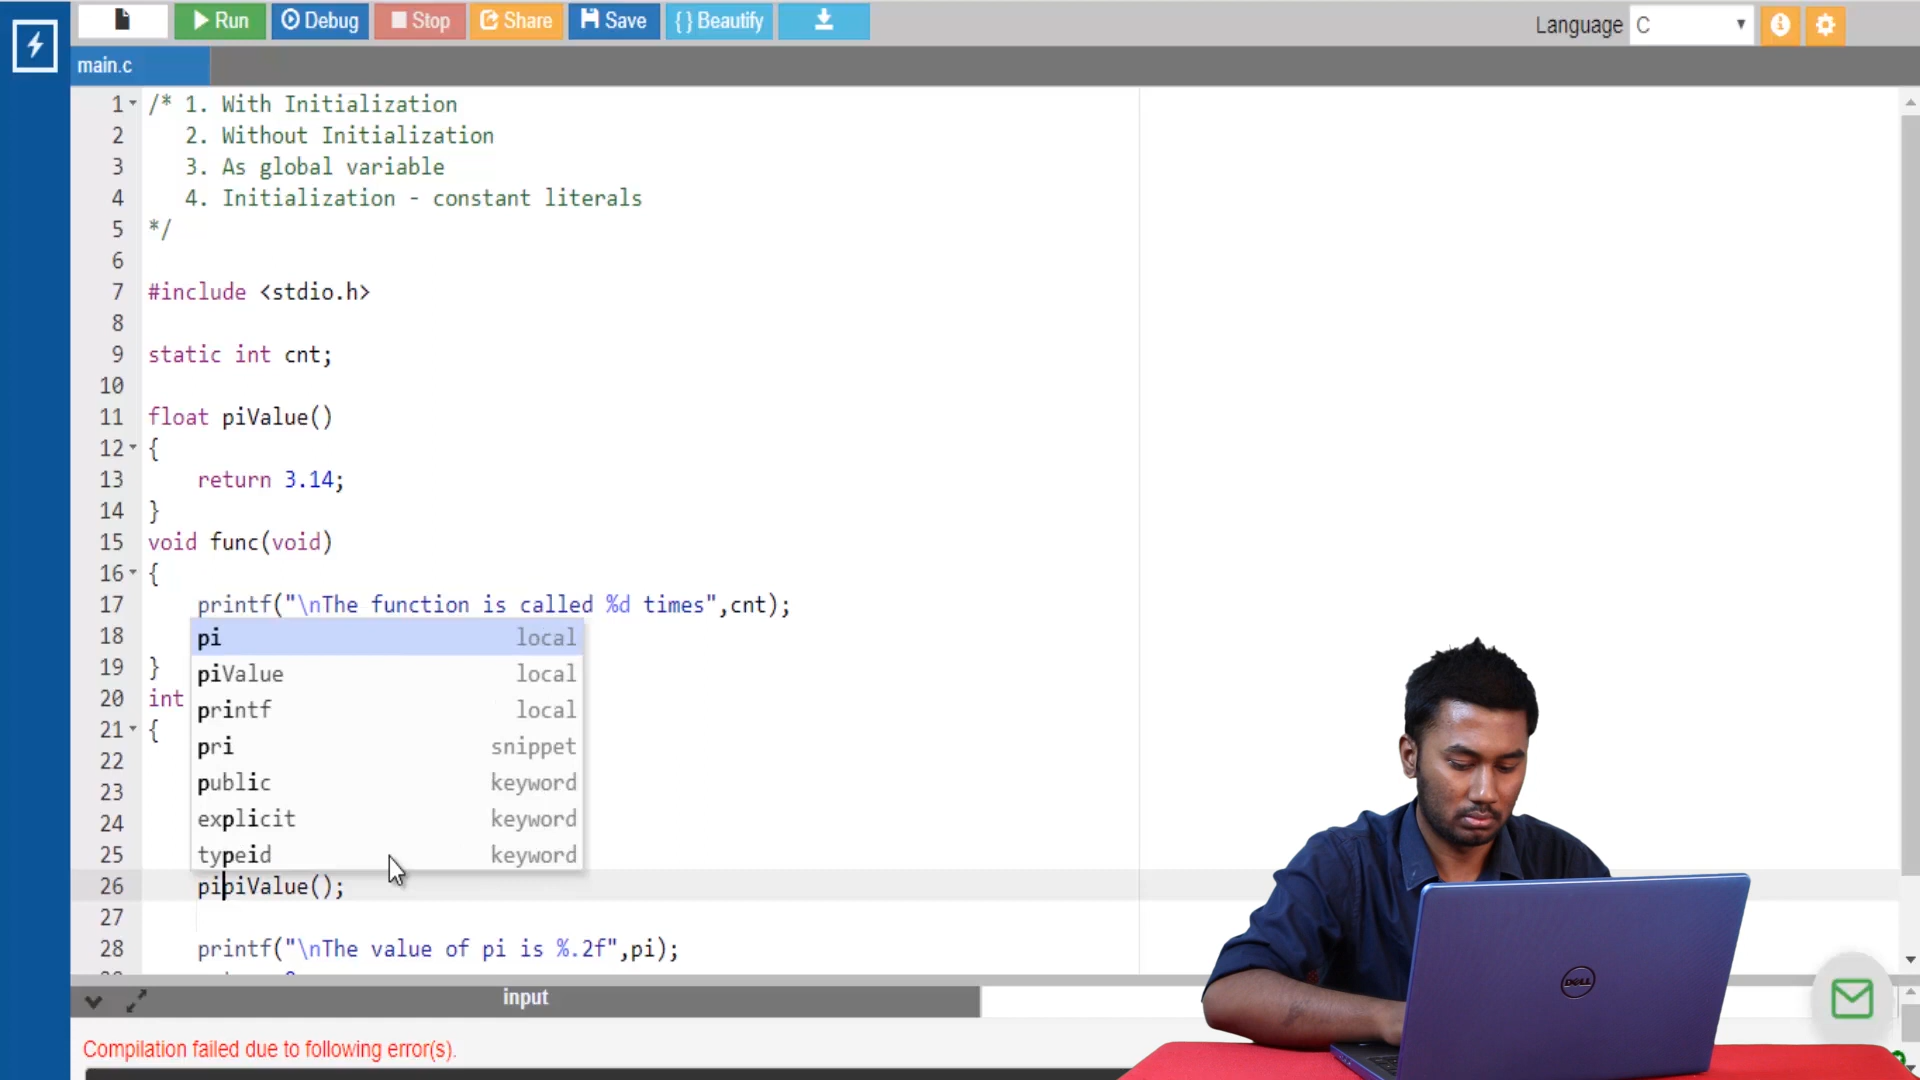 Run Debug Stop Share Save { } Beautify Language C
main.c
1 /* 1. With Initialization
2 2. Without Initialization
3 3. As global variable
4 4. Initialization - constant literals
5 */
6
7 #include <stdio.h>
8
9 static int cnt;
10
11 float piValue()
12 {
13 return 3.14;
14 }
15 void func(void)
16 {
17 printf("\nThe function is called %d times",cnt);
18 pi local
19 } piValue local
20 int printf local
21 { pri snippet
22 public keyword
23 explicit keyword
24
25 typeid keyword
26 pipiValue();
27
28 printf("\nThe value of pi is %.2f",pi);
input
Compilation failed due to following error(s).
DELL